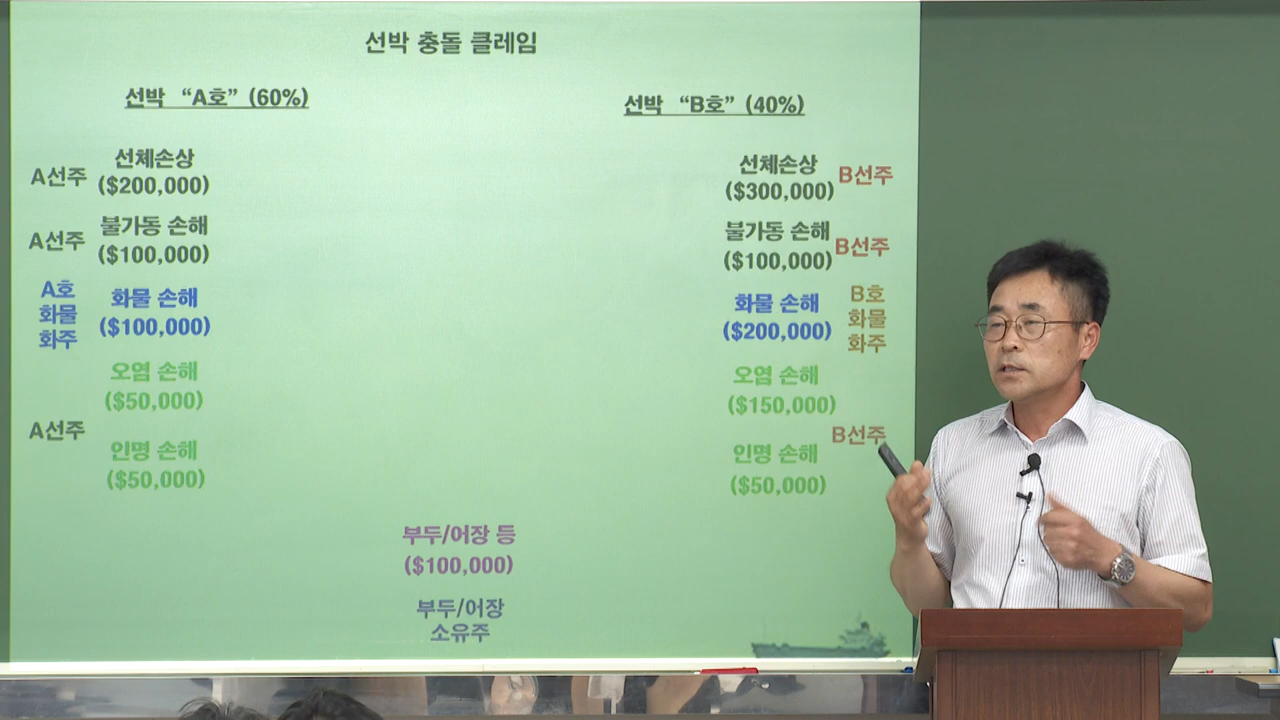 선박 충돌 클레임
선박 “A호” (60%)
A선주
선체손상
($200,000)
A선주
불가동 손해
($100,000)
A호
화물
화주
화물 손해
($100,000)
오염 손해
($50,000)
A선주
인명 손해
($50,000)
선박 “B호” (40%)
선체손상
($300,000)
B선주
불가동 손해
($100,000)
B선주
화물 손해
($200,000)
B호
화물
화주
오염 손해
($150,000)
B선주
인명 손해
($50,000)
부두/어장 등
($100,000)
부두/어장
소유주